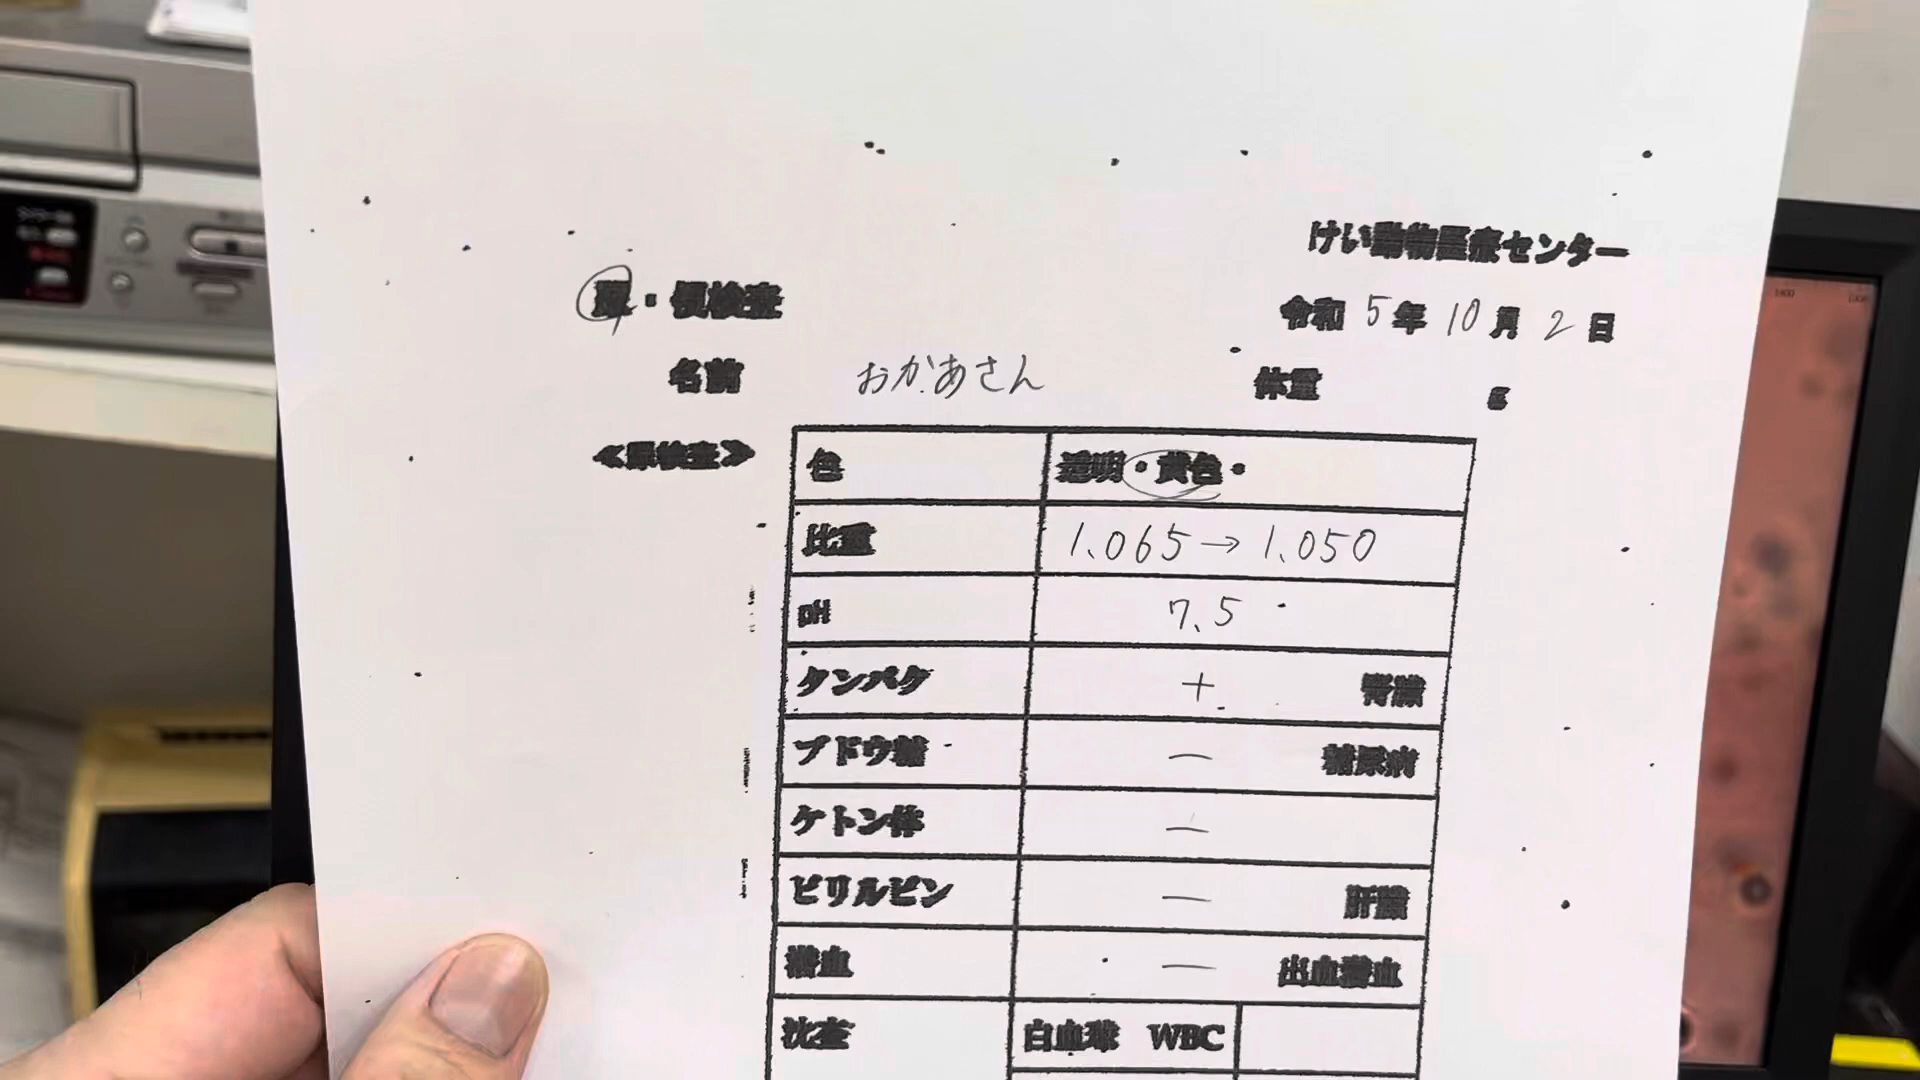 けい動物医療センター
尿・便検査
令和 5 年 10 月 2 日
名前 おかあさん 体重 g
≪尿検査≫
色 透明・黄色・
比重 1.065→1.050
pH 7.5
タンパク + 腎臓
ブドウ糖 - 糖尿病
ケトン体 -
ビリルビン - 肝臓
潜血 - 出血潜血
沈査 白血球 WBC